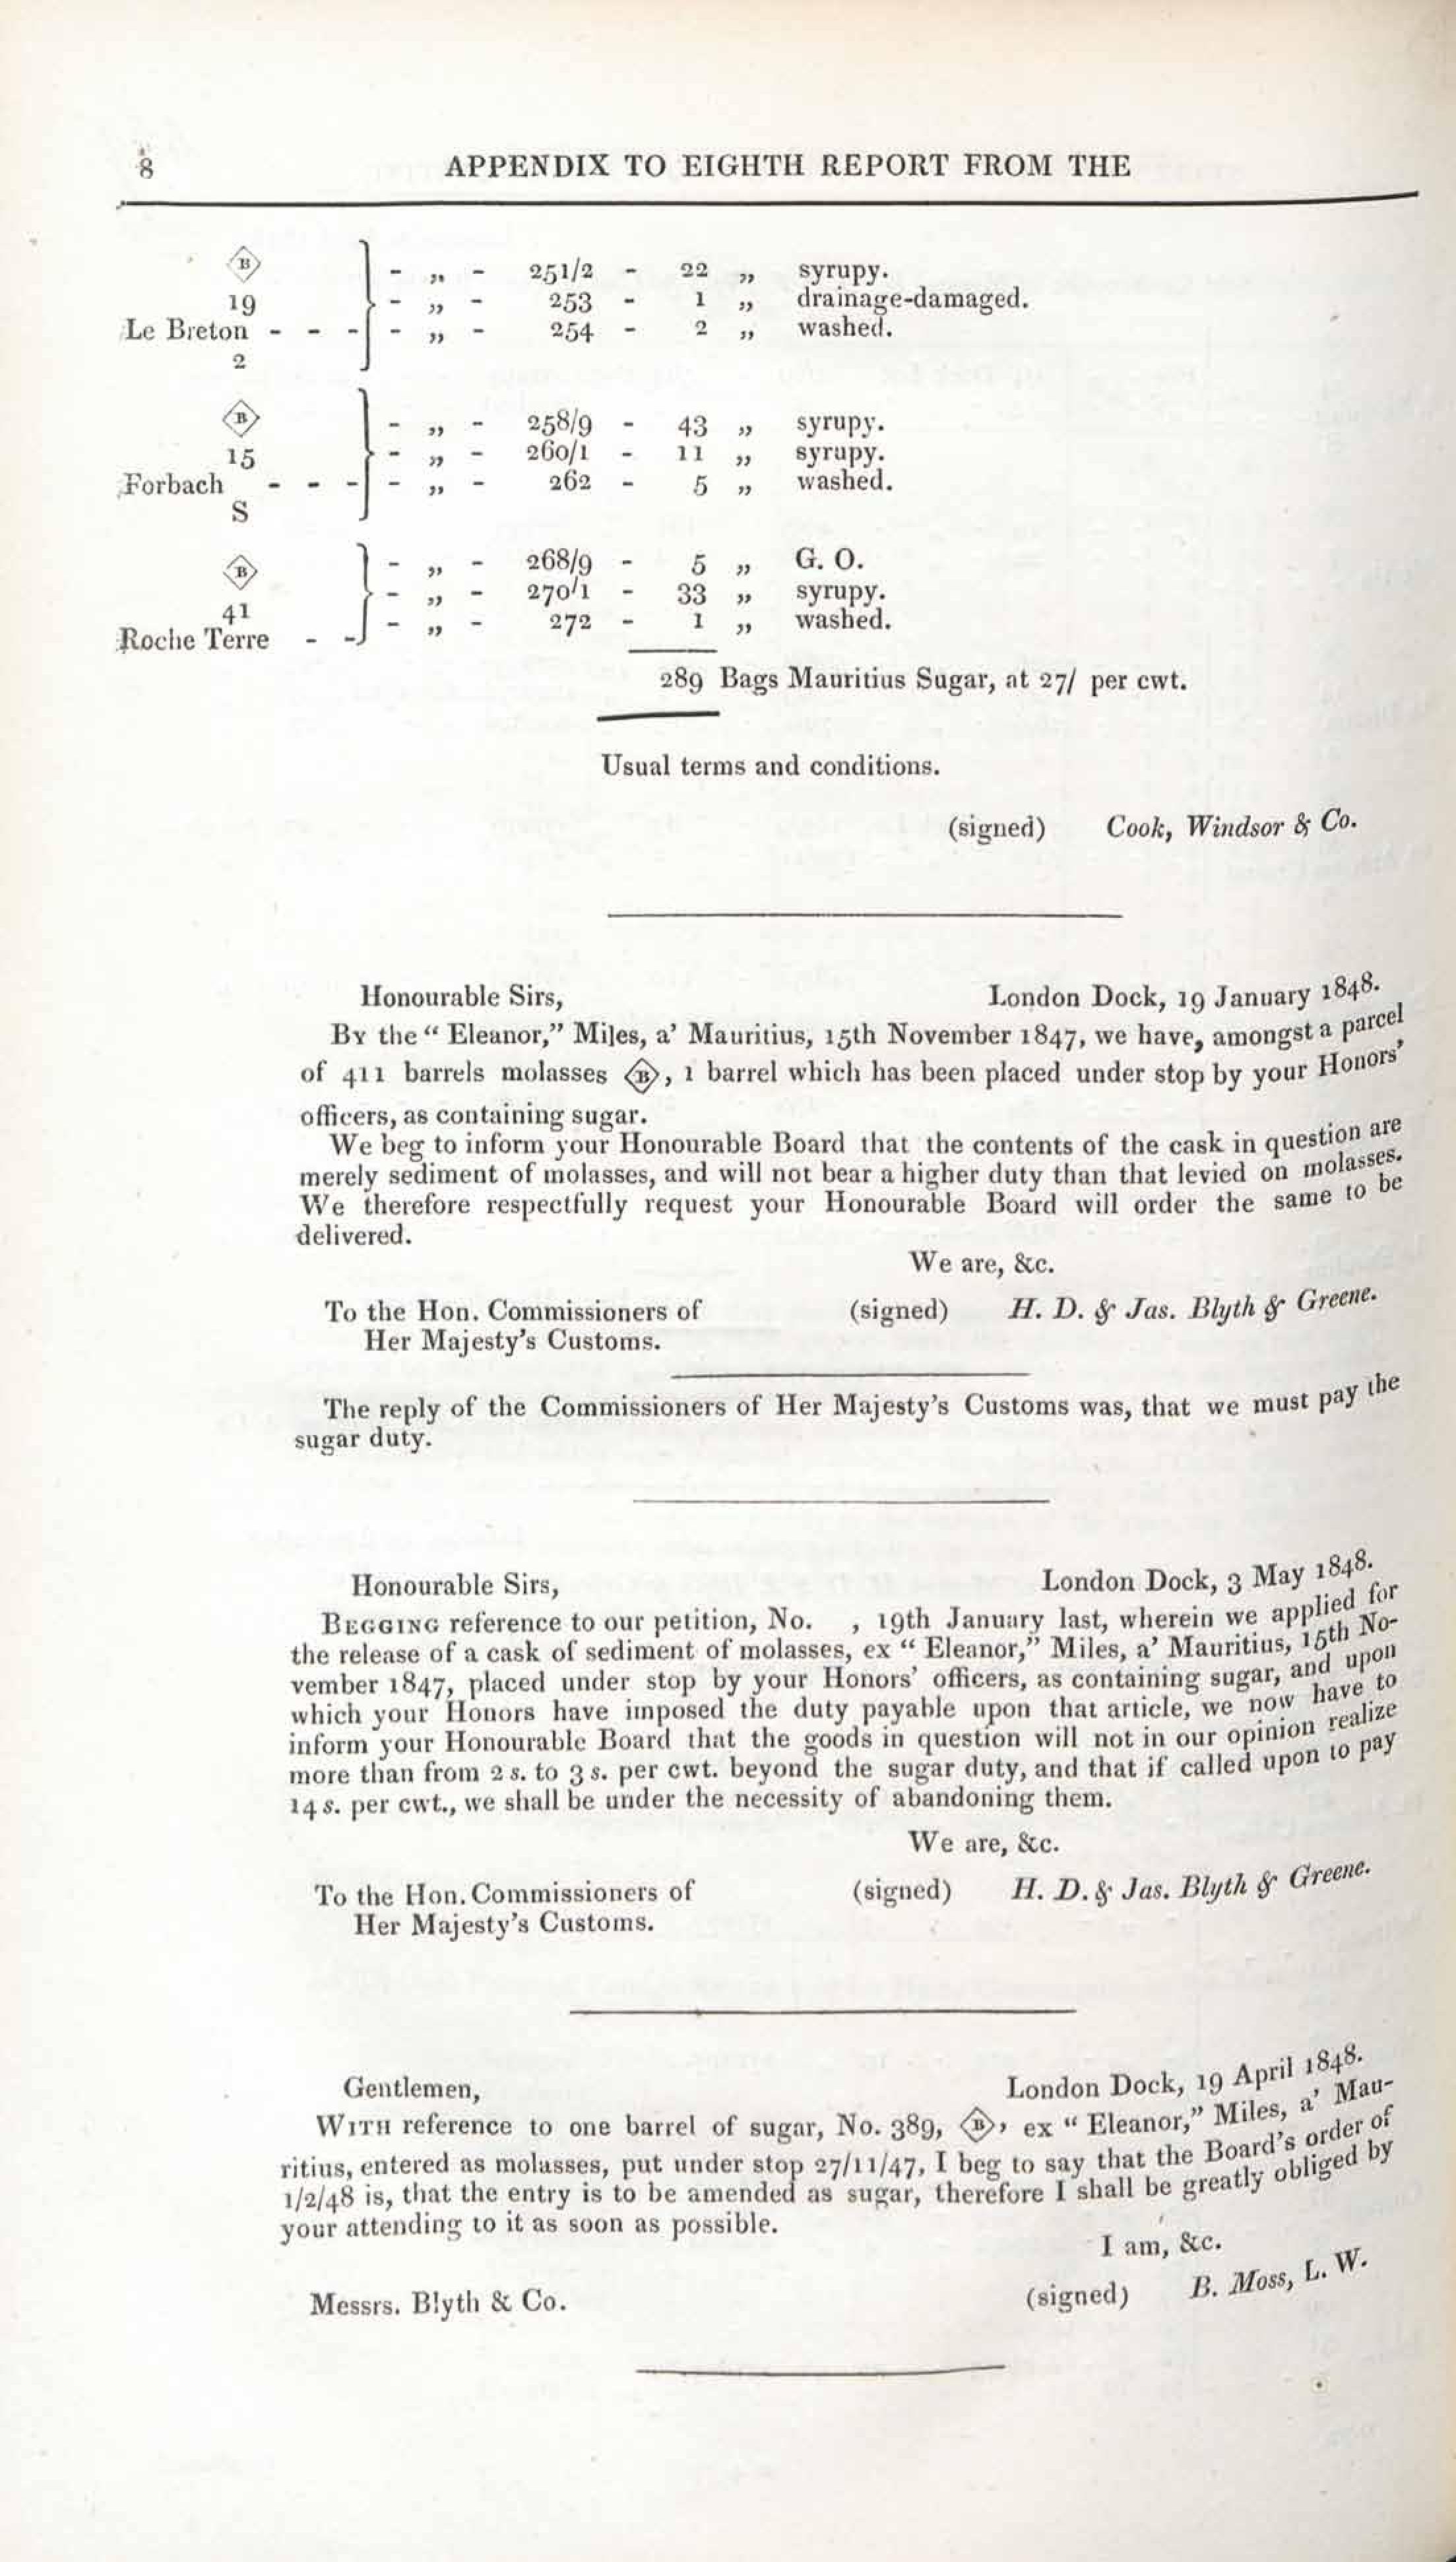 8 APPENDIX TO EIGHTH REPORT FROM THE
B
19
Le Breton - - -
2
- „ - 251/2 - 22 „ syrupy.
- „ - 253 - 1 „ drainage-damaged.
- „ - 254 - 2 „ washed.
B
15
Forbach - - -
S
- „ - 258/9 - 43 „ syrupy.
- „ - 260/1 - 11 „ syrupy.
- „ - 262 - 5 „ washed.
B
41
Roche Terre - -
- „ - 268/9 - 5 „ G. O.
- „ - 270/1 - 33 „ syrupy.
- „ - 272 - 1 „ washed.
289 Bags Mauritius Sugar, at 27/ per cwt.
Usual terms and conditions.
(signed) Cook, Windsor & Co.
Honourable Sirs, London Dock, 19 January 1848.
By the “ Eleanor,” Miles, a’ Mauritius, 15th November 1847, we have, amongst a parcel
of 411 barrels molasses B, 1 barrel which has been placed under stop by your Honors’
officers, as containing sugar.
We beg to inform your Honourable Board that the contents of the cask in question are
merely sediment of molasses, and will not bear a higher duty than that levied on molasses.
We therefore respectfully request your Honourable Board will order the same to be
delivered.
We are, &c.
To the Hon. Commissioners of (signed) H. D. & Jas. Blyth & Greene.
Her Majesty’s Customs.
The reply of the Commissioners of Her Majesty’s Customs was, that we must pay the
sugar duty.
Honourable Sirs, London Dock, 3 May 1848.
BEGGING reference to our petition, No. , 19th January last, wherein we applied for
the release of a cask of sediment of molasses, ex “ Eleanor,” Miles, a’ Mauritius, 15th No-
vember 1847, placed under stop by your Honors’ officers, as containing sugar, and upon
which your Honors have imposed the duty payable upon that article, we now have to
inform your Honourable Board that the goods in question will not in our opinion realize
more than from 2 s. to 3 s. per cwt. beyond the sugar duty, and that if called upon to pay
14 s. per cwt., we shall be under the necessity of abandoning them.
We are, &c.
To the Hon. Commissioners of (signed) H. D. & Jas. Blyth & Greene.
Her Majesty’s Customs.
Gentlemen, London Dock, 19 April 1848.
WITH reference to one barrel of sugar, No. 389, B, ex “ Eleanor,” Miles, a’ Mau-
ritius, entered as molasses, put under stop 27/11/47, I beg to say that the Board’s order of
1/2/48 is, that the entry is to be amended as sugar, therefore I shall be greatly obliged by
your attending to it as soon as possible.
I am, &c.
Messrs. Blyth & Co. (signed) B. Moss, L. W.